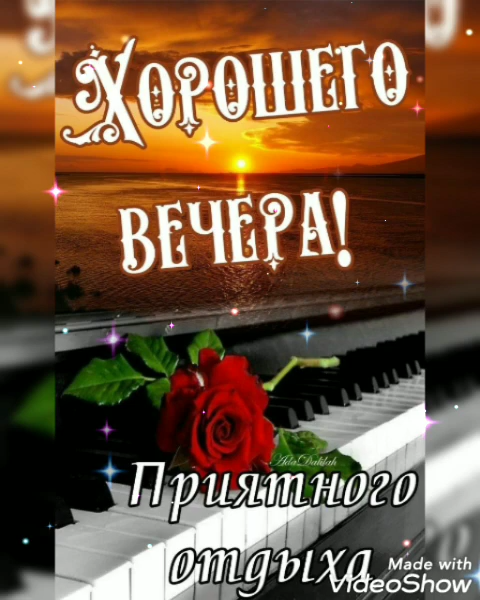 Хорошего
вечера!
Приятного
отдыха
Made with
VideoShow